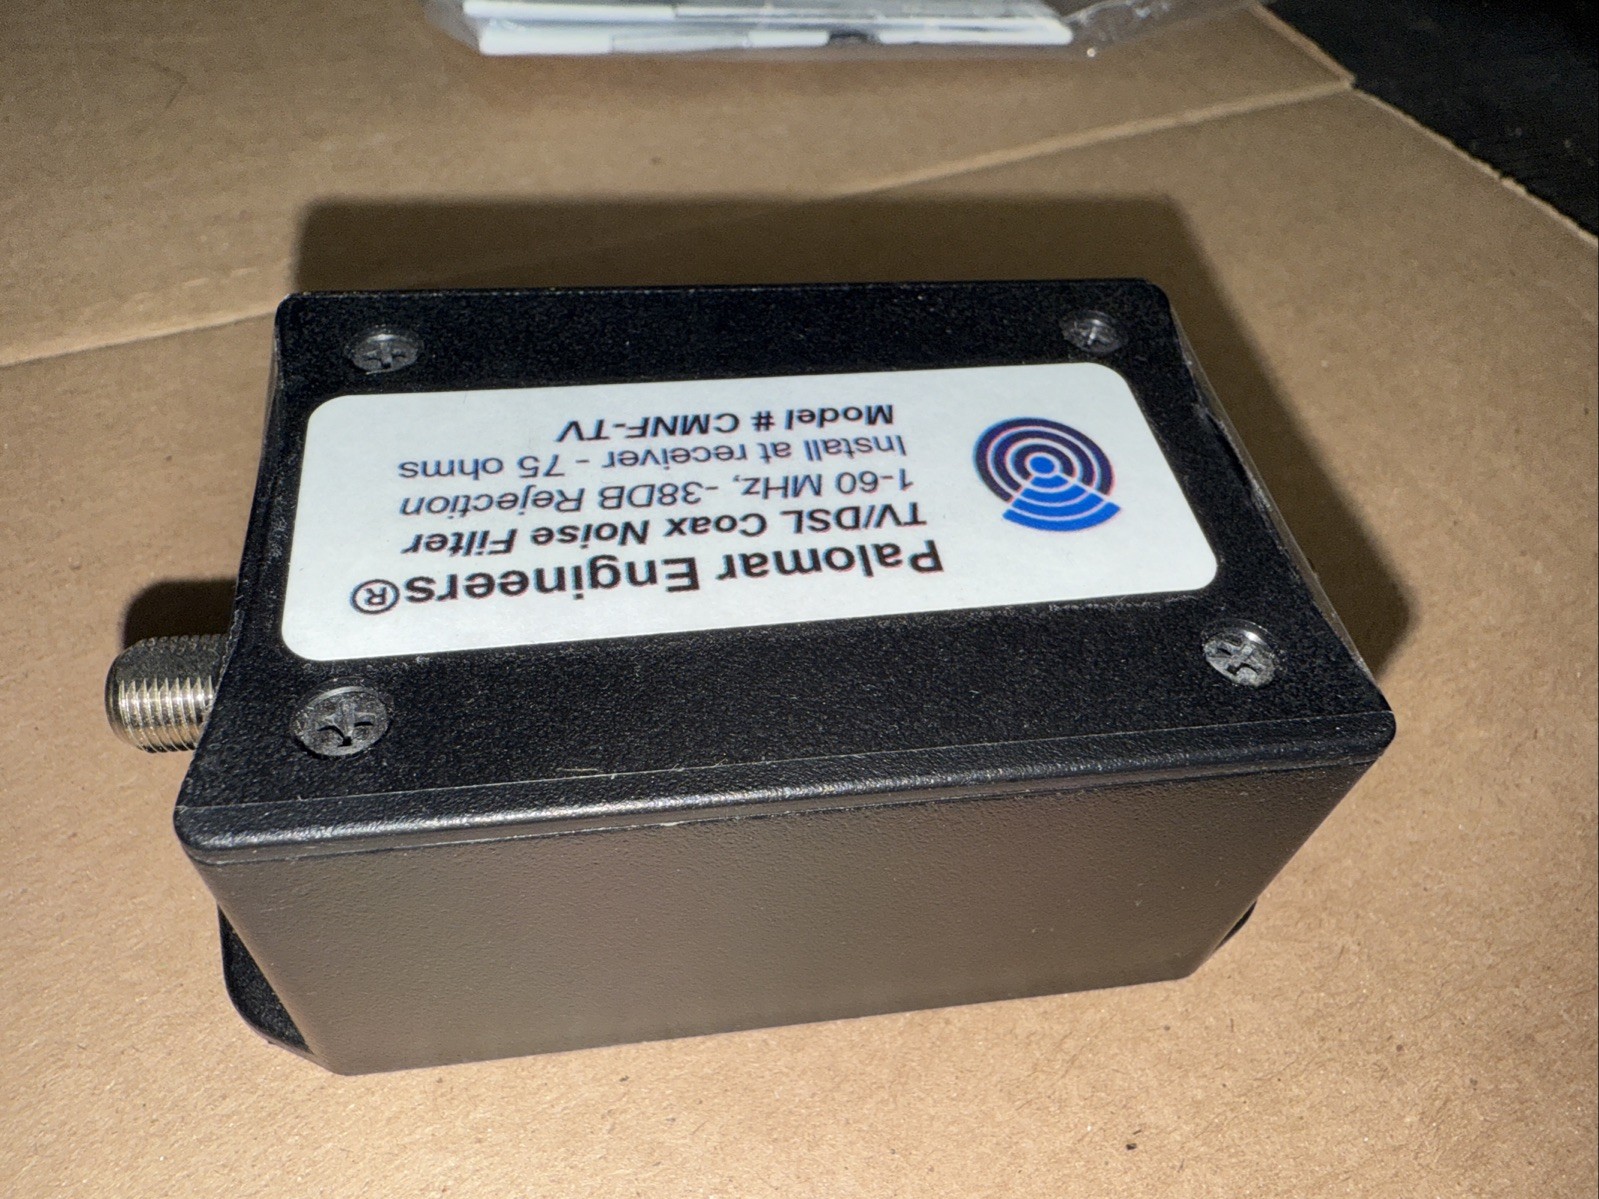 Palomar Engineers®
TV/DSL Coax Noise Filter
1-60 MHz, -38DB Rejection
Install at receiver - 75 ohms
Model # CMNF-TV